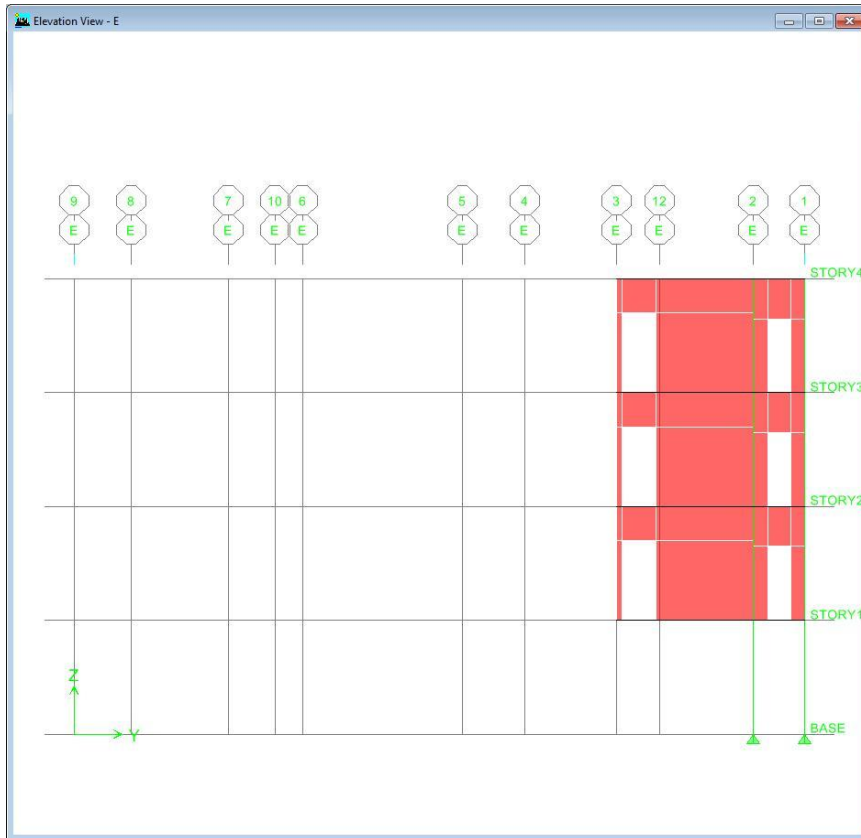 Elevation View - E
9 8 7 10 6 5 4 3 12 2 1
E E E E E E E E E E E
STORY4
STORY3
STORY2
STORY1
Z
Y
BASE